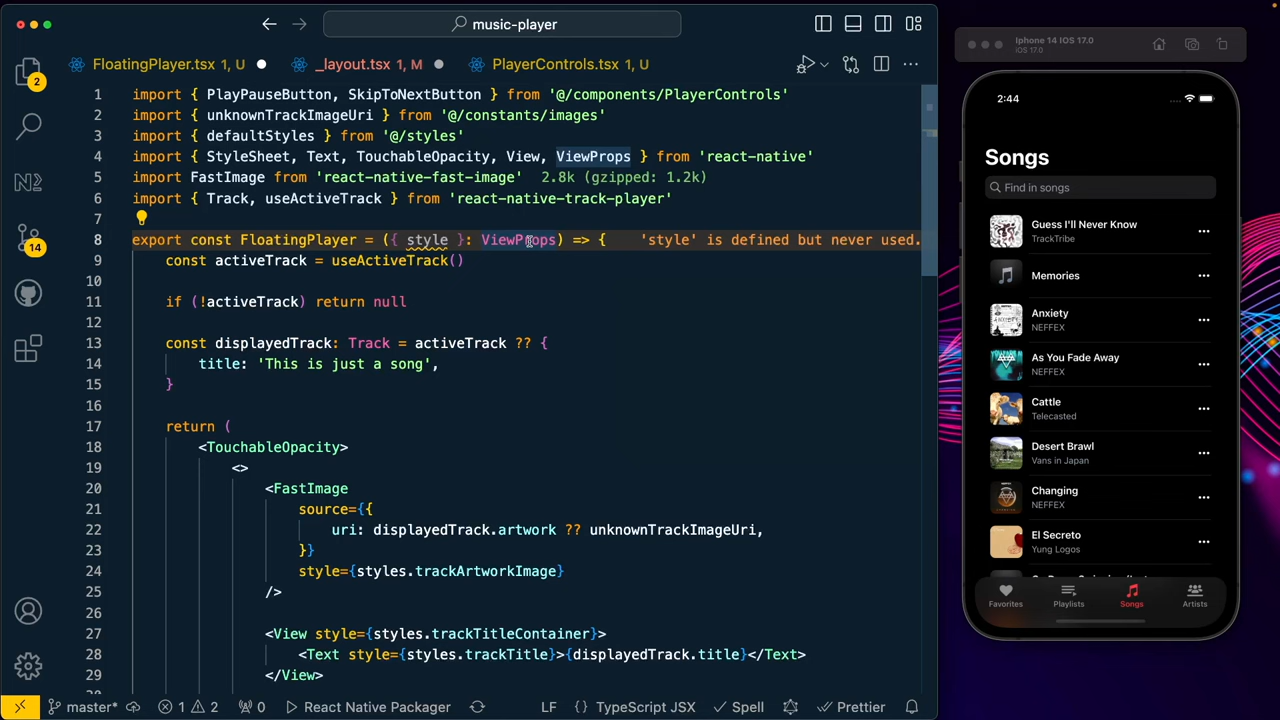 music-player
FloatingPlayer.tsx 1, U
_layout.tsx 1, M
PlayerControls.tsx 1, U
1 import { PlayPauseButton, SkipToNextButton } from '@/components/PlayerControls'
2 import { unknownTrackImageUri } from '@/constants/images'
3 import { defaultStyles } from '@/styles'
4 import { StyleSheet, Text, TouchableOpacity, View, ViewProps } from 'react-native'
5 import FastImage from 'react-native-fast-image' 2.8k (gzipped: 1.2k)
6 import { Track, useActiveTrack } from 'react-native-track-player'
7
8 export const FloatingPlayer = ({ style }: ViewProps) => { 'style' is defined but never used.
9 const activeTrack = useActiveTrack()
10
11 if (!activeTrack) return null
12
13 const displayedTrack: Track = activeTrack ?? {
14 title: 'This is just a song',
15 }
16
17 return (
18 <TouchableOpacity>
19 <>
20 <FastImage
21 source={{
22 uri: displayedTrack.artwork ?? unknownTrackImageUri,
23 }}
24 style={styles.trackArtworkImage}
25 />
26
27 <View style={styles.trackTitleContainer}>
28 <Text style={styles.trackTitle}>{displayedTrack.title}</Text>
29 </View>
2
14
master* 1 2 0 React Native Packager LF {} TypeScript JSX Spell Prettier
Iphone 14 IOS 17.0
iOS 17.0
2:44
Songs
Find in songs
Guess I'll Never Know
TrackTribe
Memories
Anxiety
NEFFEX
As You Fade Away
NEFFEX
Cattle
Telecasted
Desert Brawl
Vans in Japan
Changing
NEFFEX
El Secreto
Yung Logos
Favorites
Playlists
Songs
Artists